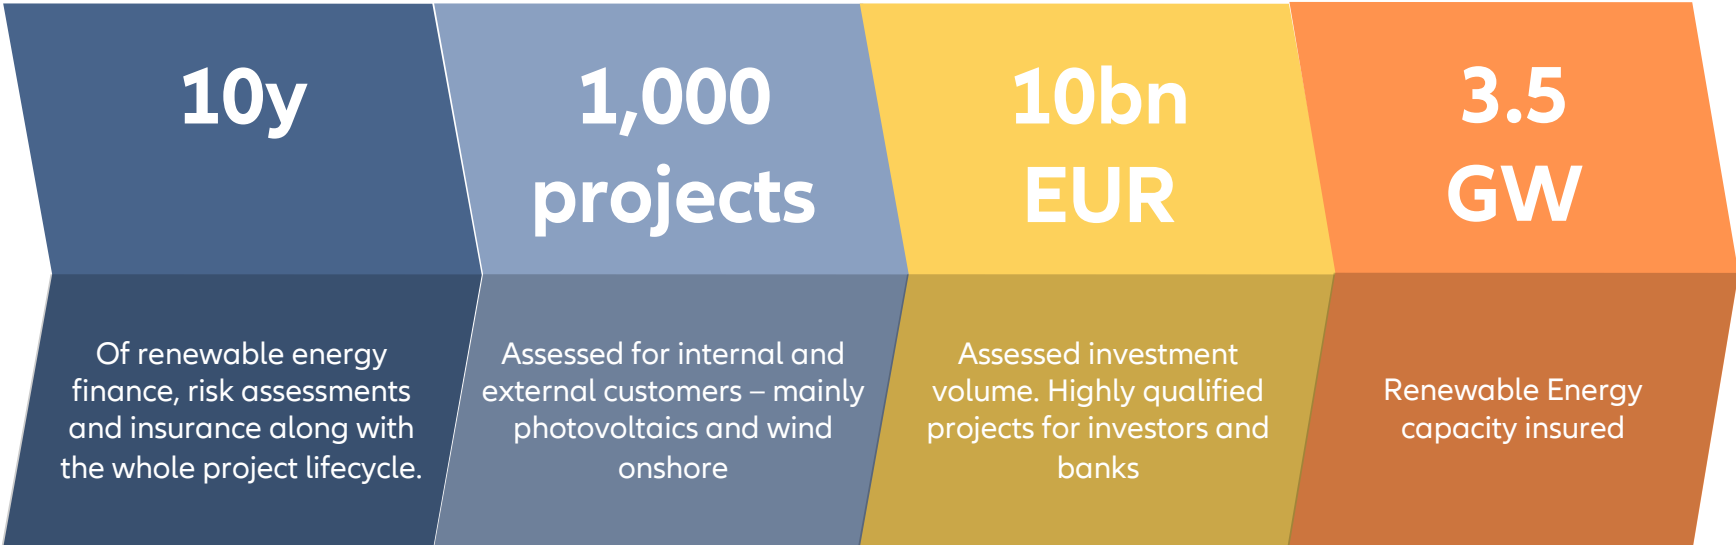 10y
Of renewable energy
finance, risk assessments
and insurance along with
the whole project lifecycle.
1,000
projects
Assessed for internal and
external customers – mainly
photovoltaics and wind
onshore
10bn
EUR
Assessed investment
volume. Highly qualified
projects for investors and
banks
3.5
GW
Renewable Energy
capacity insured